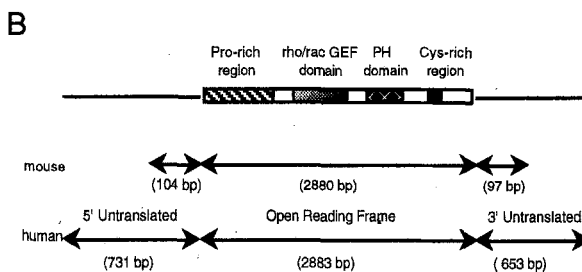 B
Pro-rich rho/rac GEF PH Cys-rich
region domain domain region
mouse
(104 bp) (2880 bp) (97 bp)
5' Untranslated Open Reading Frame 3' Untranslated
human
(731 bp) (2883 bp) ( 653 bp)